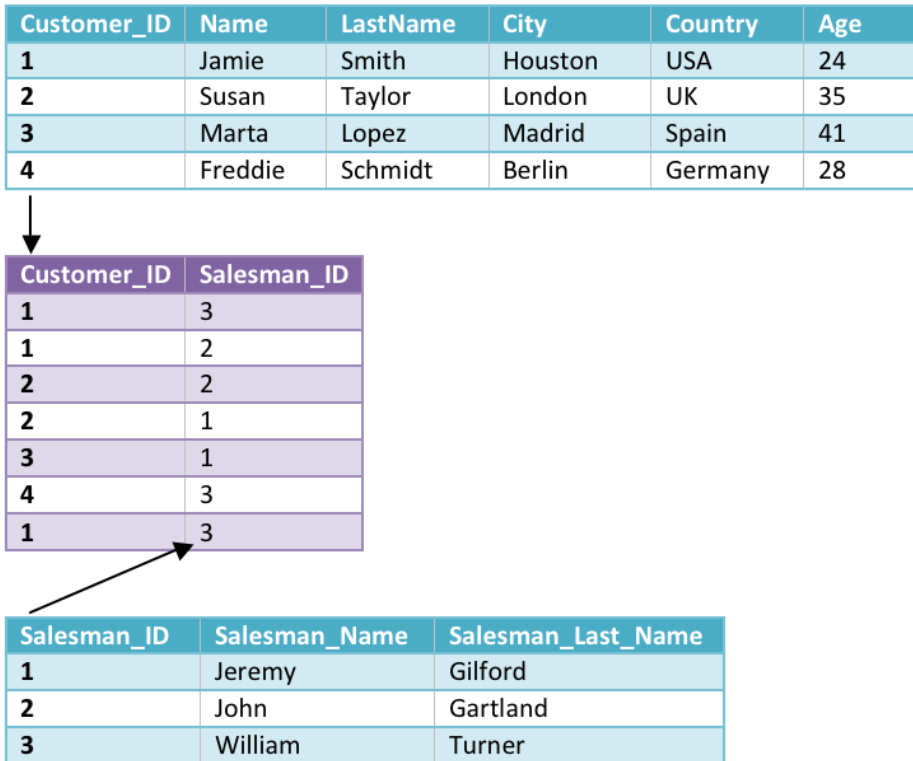 Customer_ID Name LastName City Country Age
1 Jamie Smith Houston USA 24
2 Susan Taylor London UK 35
3 Marta Lopez Madrid Spain 41
4 Freddie Schmidt Berlin Germany 28
Customer_ID Salesman_ID
1 3
1 2
2 2
2 1
3 1
4 3
1 3
Salesman_ID Salesman_Name Salesman_Last_Name
1 Jeremy Gilford
2 John Gartland
3 William Turner